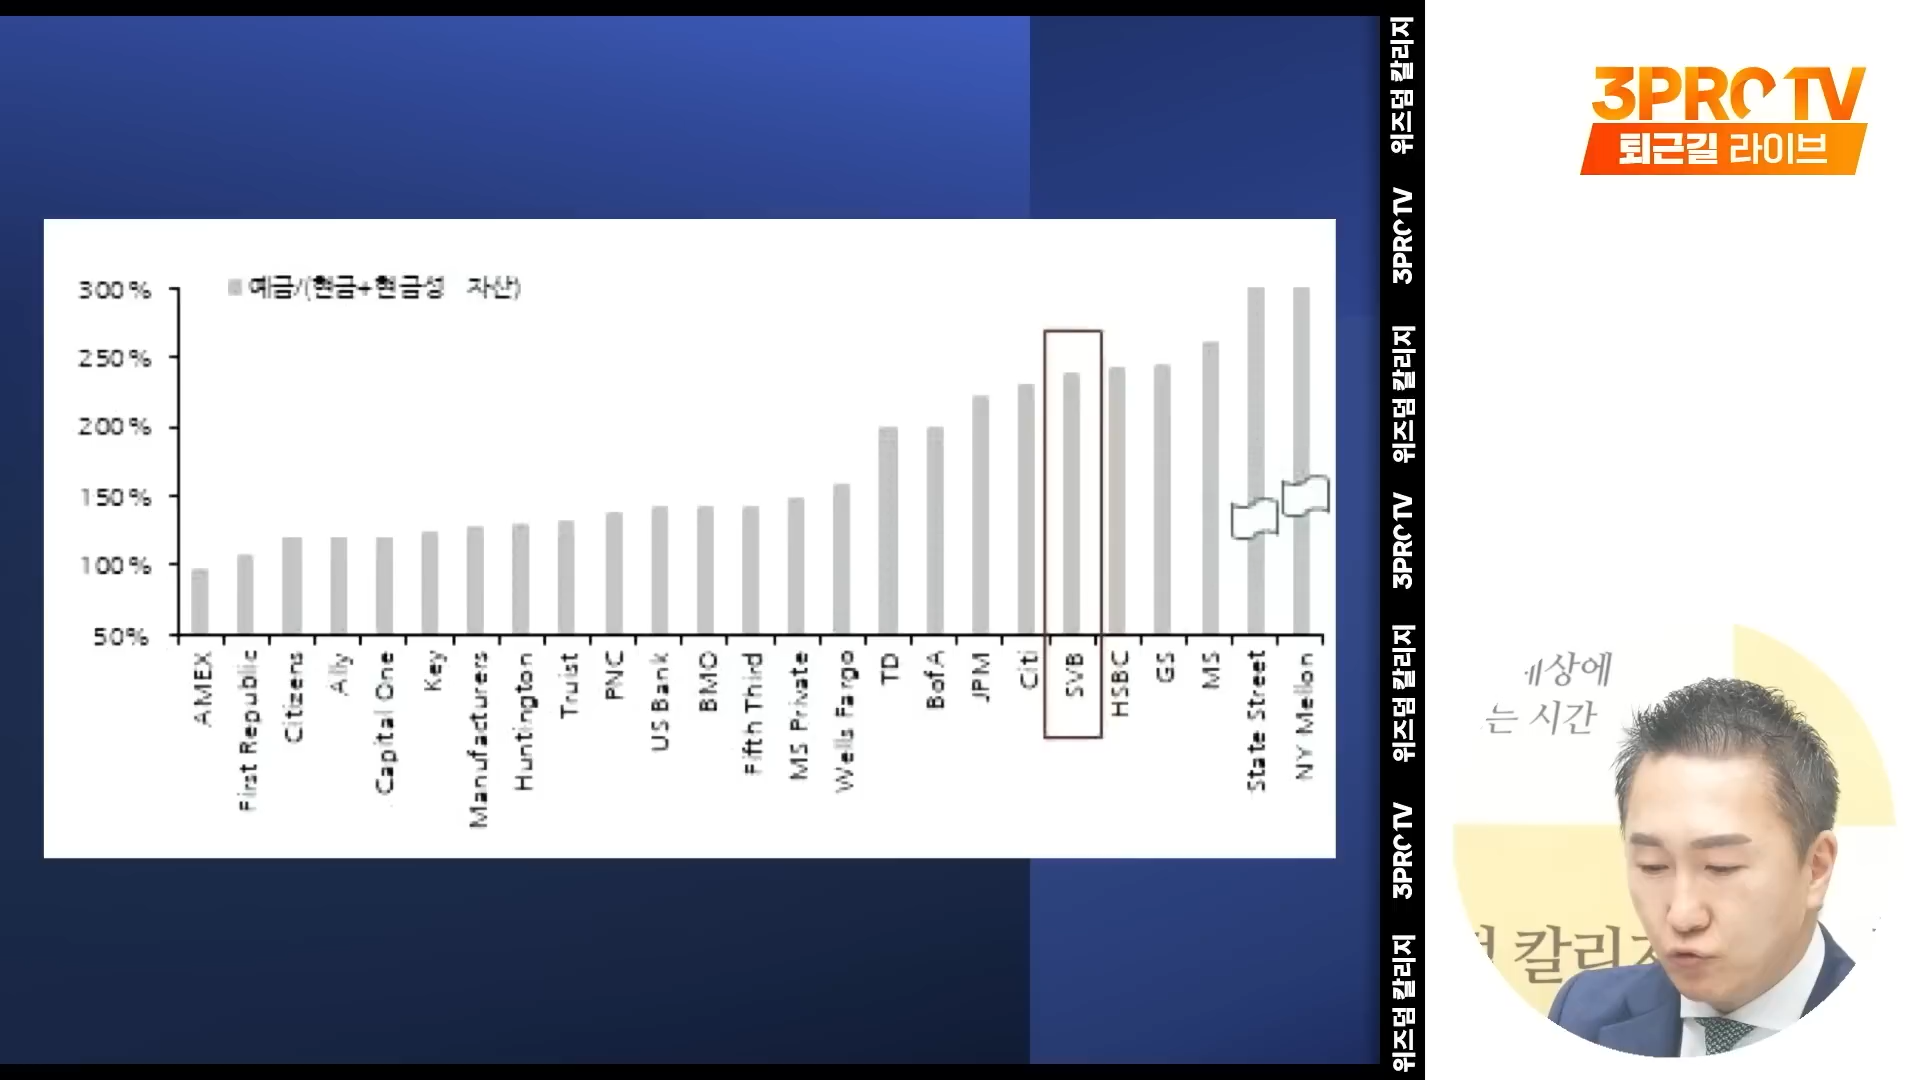 300%
250%
200%
150%
100%
50%
예금/(현금+현금성 자산)
AMEX
First Republic
Citizens
Ally
Capital One
Key
Manufacturers
Huntington
Truist
PNC
US Bank
BMO
Fifth Third
MS Private
Wells Fargo
TD
BofA
JPM
Citi
SVB
HSBC
GS
MS
State Street
NY Mellon
위즈덤 칼리지
3PROTV
위즈덤 칼리지
3PROTV
위즈덤 칼리지
3PROTV
위즈덤 칼리지
3PROTV
퇴근길 라이브
상에
는 시간
칼리